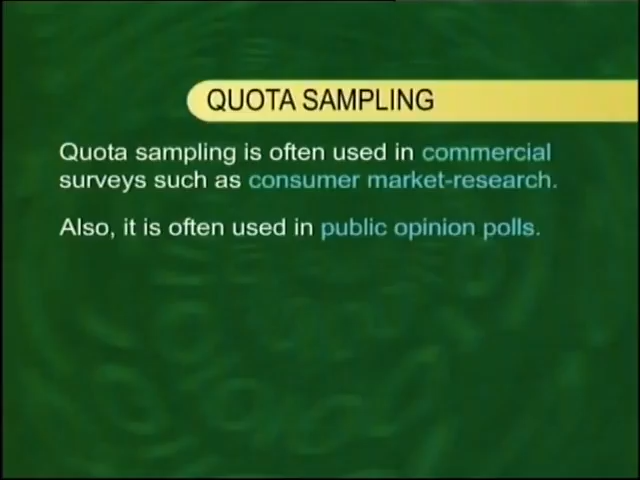 QUOTA SAMPLING
Quota sampling is often used in commercial
surveys such as consumer market-research.
Also, it is often used in public opinion polls.